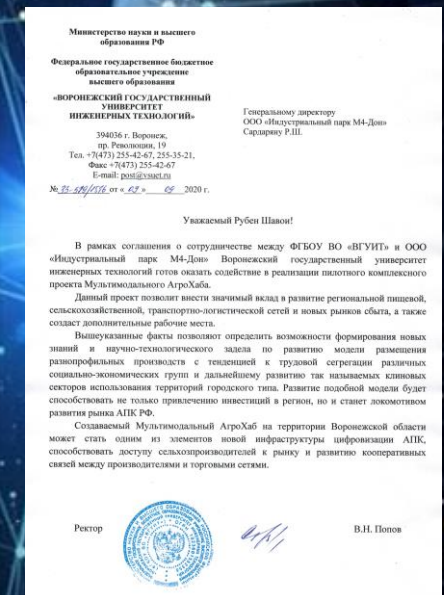 Министерство науки и высшего
образования РФ
Федеральное государственное бюджетное
образовательное учреждение
высшего образования
«ВОРОНЕЖСКИЙ ГОСУДАРСТВЕННЫЙ
УНИВЕРСИТЕТ
ИНЖЕНЕРНЫХ ТЕХНОЛОГИЙ»
394036 г. Воронеж,
пр. Революции, 19
Тел. +7(473) 255-42-67, 255-35-21,
Факс +7(473) 255-42-67
E-mail: post@vsuet.ru
№ от « 09 » 09 2020 г.
Генеральному директору
ООО «Индустриальный парк М4-Дон»
Сардаряну Р.Ш.
Уважаемый Рубен Шавои!
В рамках соглашения о сотрудничестве между ФГБОУ ВО «ВГУИТ» и ООО
«Индустриальный парк М4-Дон» Воронежский государственный университет
инженерных технологий готов оказать содействие в реализации пилотного комплексного
проекта Мультимодального АгроХаба.
Данный проект позволит внести значимый вклад в развитие региональной пищевой,
сельскохозяйственной, транспортно-логистической сетей и новых рынков сбыта, а также
создаст дополнительные рабочие места.
Вышеуказанные факты позволяют определить возможности формирования новых
знаний и научно-технологического задела по развитию модели размещения
разнопрофильных производств с тенденцией к трудовой сегрегации различных
социально-экономических групп и дальнейшему развитию так называемых клиновых
секторов использования территорий городского типа. Развитие подобной модели будет
способствовать не только привлечению инвестиций в регион, но и станет локомотивом
развития рынка АПК РФ.
Создаваемый Мультимодальный АгроХаб на территории Воронежской области
может стать одним из элементов новой инфраструктуры цифровизации АПК,
способствовать доступу сельхозпроизводителей к рынку и развитию кооперативных
связей между производителями и торговыми сетями.
Ректор
В.Н. Попов